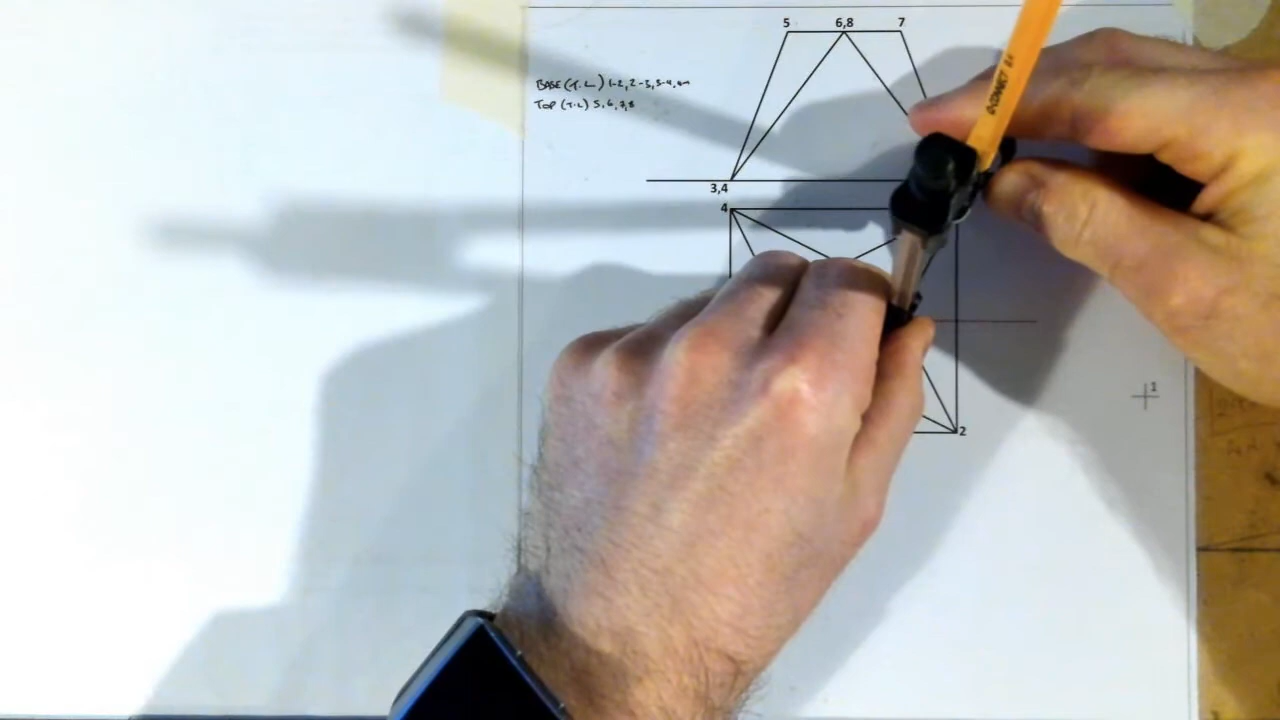 5 6,8 7
BASE (T.L) 1-2, 2-3, 3-4, 4-1
TOP (T.L) 5, 6, 7, 8
3,4
4
1
2
Q-CONNECT